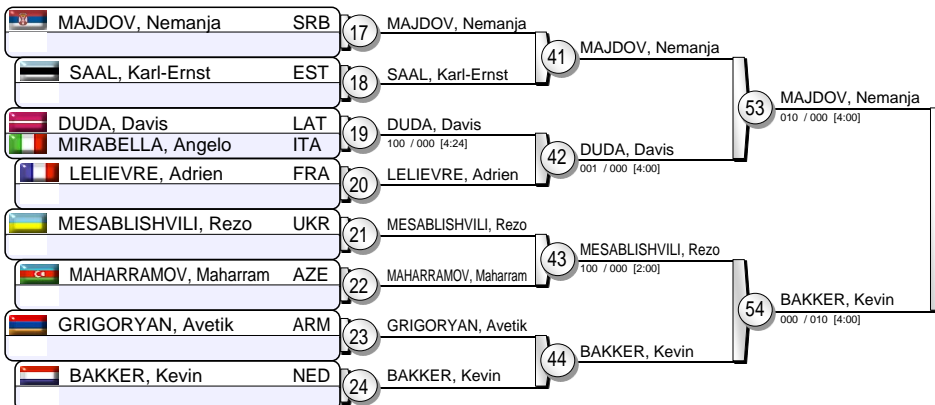 MAJDOV, Nemanja SRB
SAAL, Karl-Ernst EST
DUDA, Davis LAT
MIRABELLA, Angelo ITA
LELIEVRE, Adrien FRA
MESABLISHVILI, Rezo UKR
MAHARRAMOV, Maharram AZE
GRIGORYAN, Avetik ARM
BAKKER, Kevin NED
17 MAJDOV, Nemanja
18 SAAL, Karl-Ernst
19 DUDA, Davis
100 / 000 [4:24]
20 LELIEVRE, Adrien
21 MESABLISHVILI, Rezo
22 MAHARRAMOV, Maharram
23 GRIGORYAN, Avetik
24 BAKKER, Kevin
41 MAJDOV, Nemanja
42 DUDA, Davis
001 / 000 [4:00]
43 MESABLISHVILI, Rezo
100 / 000 [2:00]
44 BAKKER, Kevin
53 MAJDOV, Nemanja
010 / 000 [4:00]
54 BAKKER, Kevin
000 / 010 [4:00]